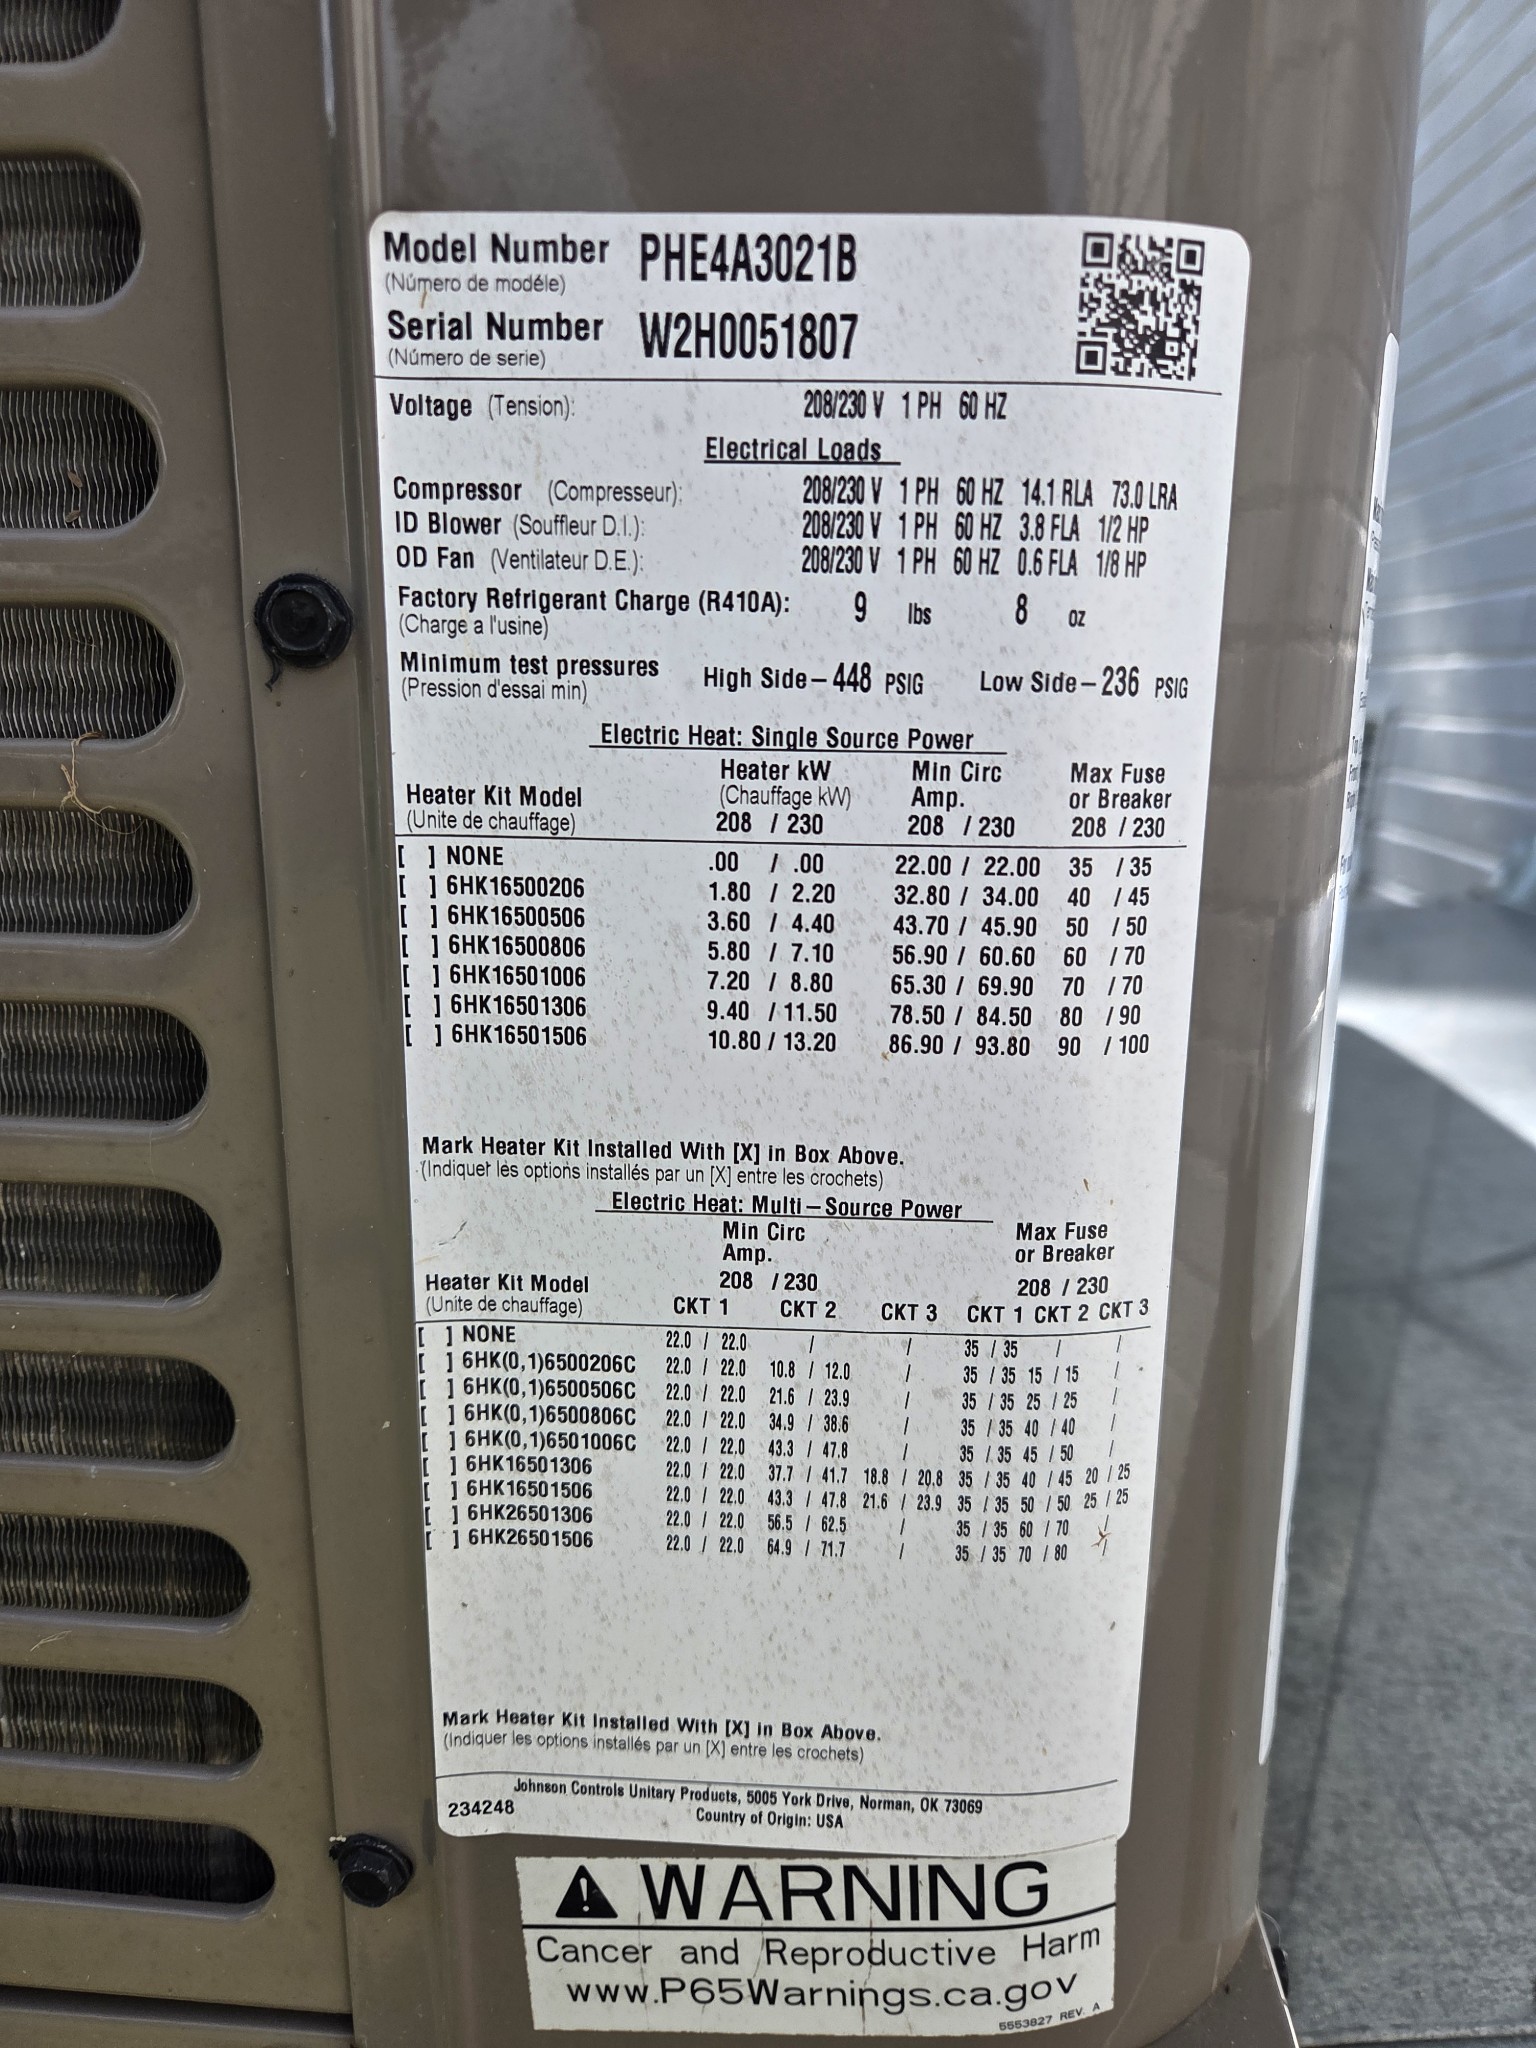 Model Number PHE4A3021B
(Número de modéle)
Serial Number W2H0051807
(Número de serie)
Voltage (Tension): 208/230 V 1 PH 60 HZ
Electrical Loads
Compressor (Compresseur): 208/230 V 1 PH 60 HZ 14.1 RLA 73.0 LRA
ID Blower (Souffleur D.I.): 208/230 V 1 PH 60 HZ 3.8 FLA 1/2 HP
OD Fan (Ventilateur D.E.): 208/230 V 1 PH 60 HZ 0.6 FLA 1/8 HP
Factory Refrigerant Charge (R410A): 9 lbs 8 oz
(Charge a l'usine)
Minimum test pressures High Side – 448 PSIG Low Side – 236 PSIG
(Pression d'essai min)
Electric Heat: Single Source Power
Heater kW Min Circ Max Fuse
Heater Kit Model (Chauffage kW) Amp. or Breaker
(Unite de chauffage) 208 / 230 208 / 230 208 / 230
[ ] NONE .00 / .00 22.00 / 22.00 35 / 35
[ ] 6HK16500206 1.80 / 2.20 32.80 / 34.00 40 / 45
[ ] 6HK16500506 3.60 / 4.40 43.70 / 45.90 50 / 50
[ ] 6HK16500806 5.80 / 7.10 56.90 / 60.60 60 / 70
[ ] 6HK16501006 7.20 / 8.80 65.30 / 69.90 70 / 70
[ ] 6HK16501306 9.40 / 11.50 78.50 / 84.50 80 / 90
[ ] 6HK16501506 10.80 / 13.20 86.90 / 93.80 90 / 100
Mark Heater Kit Installed With [X] in Box Above.
(Indiquer les options installés par un [X] entre les crochets)
Electric Heat: Multi – Source Power
Min Circ Max Fuse
Amp. or Breaker
Heater Kit Model 208 / 230 208 / 230
(Unite de chauffage) CKT 1 CKT 2 CKT 3 CKT 1 CKT 2 CKT 3
[ ] NONE 22.0 / 22.0 / / 35 / 35 / /
[ ] 6HK(0,1)6500206C 22.0 / 22.0 10.8 / 12.0 / 35 / 35 15 / 15 /
[ ] 6HK(0,1)6500506C 22.0 / 22.0 21.6 / 23.9 / 35 / 35 25 / 25 /
[ ] 6HK(0,1)6500806C 22.0 / 22.0 34.9 / 38.6 / 35 / 35 40 / 40 /
[ ] 6HK(0,1)6501006C 22.0 / 22.0 43.3 / 47.8 / 35 / 35 45 / 50 /
[ ] 6HK16501306 22.0 / 22.0 37.7 / 41.7 18.8 / 20.8 35 / 35 40 / 45 20 / 25
[ ] 6HK16501506 22.0 / 22.0 43.3 / 47.8 21.6 / 23.9 35 / 35 50 / 50 25 / 25
[ ] 6HK26501306 22.0 / 22.0 56.5 / 62.5 / 35 / 35 60 / 70 /
[ ] 6HK26501506 22.0 / 22.0 64.9 / 71.7 / 35 / 35 70 / 80 /
Mark Heater Kit Installed With [X] in Box Above.
(Indiquer les options installés par un [X] entre les crochets)
Johnson Controls Unitary Products, 5005 York Drive, Norman, OK 73069
234248 Country of Origin: USA
WARNING
Cancer and Reproductive Harm
www.P65Warnings.ca.gov
5553827 REV. A